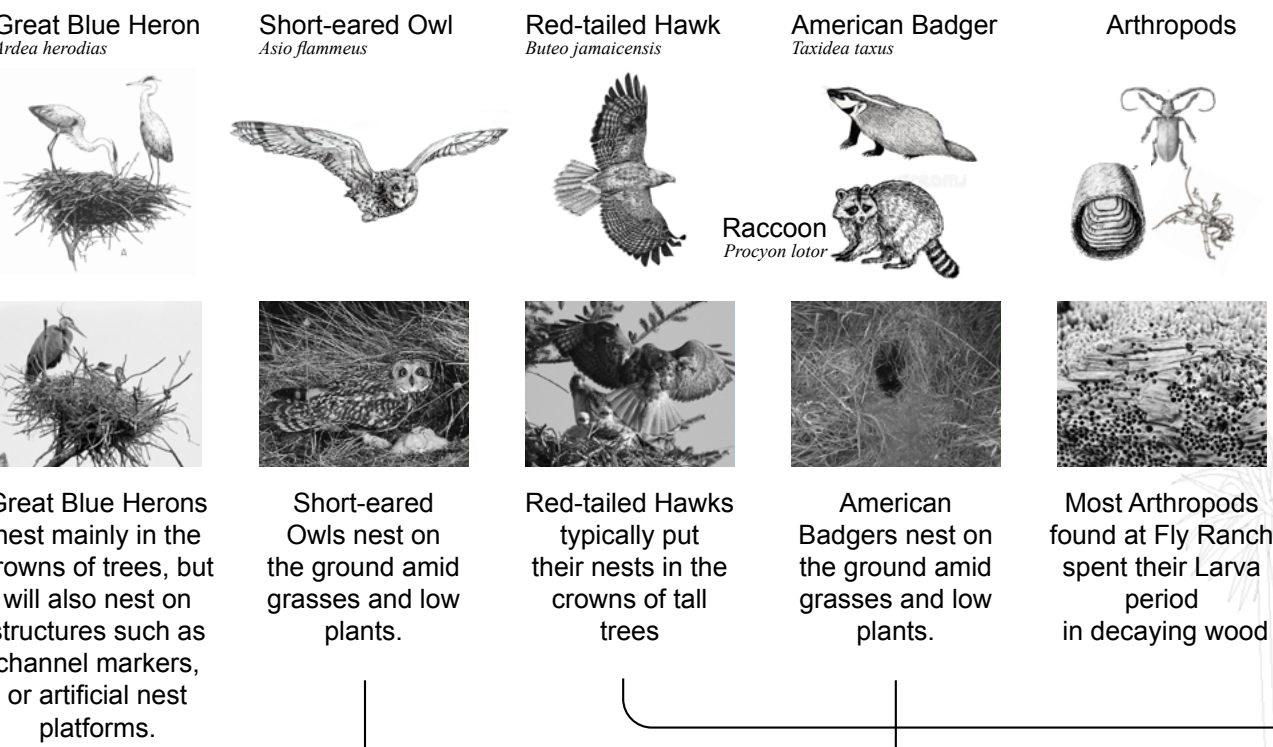 Great Blue Heron
Ardea herodias
Short-eared Owl
Asio flammeus
Red-tailed Hawk
Buteo jamaicensis
American Badger
Taxidea taxus
Arthropods
Raccoon
Procyon lotor
Great Blue Herons
nest mainly in the
crowns of trees, but
will also nest on
structures such as
channel markers,
or artificial nest
platforms.
Short-eared
Owls nest on
the ground amid
grasses and low
plants.
Red-tailed Hawks
typically put
their nests in the
crowns of tall
trees
American
Badgers nest on
the ground amid
grasses and low
plants.
Most Arthropods
found at Fly Ranch
spent their Larva
period
in decaying wood